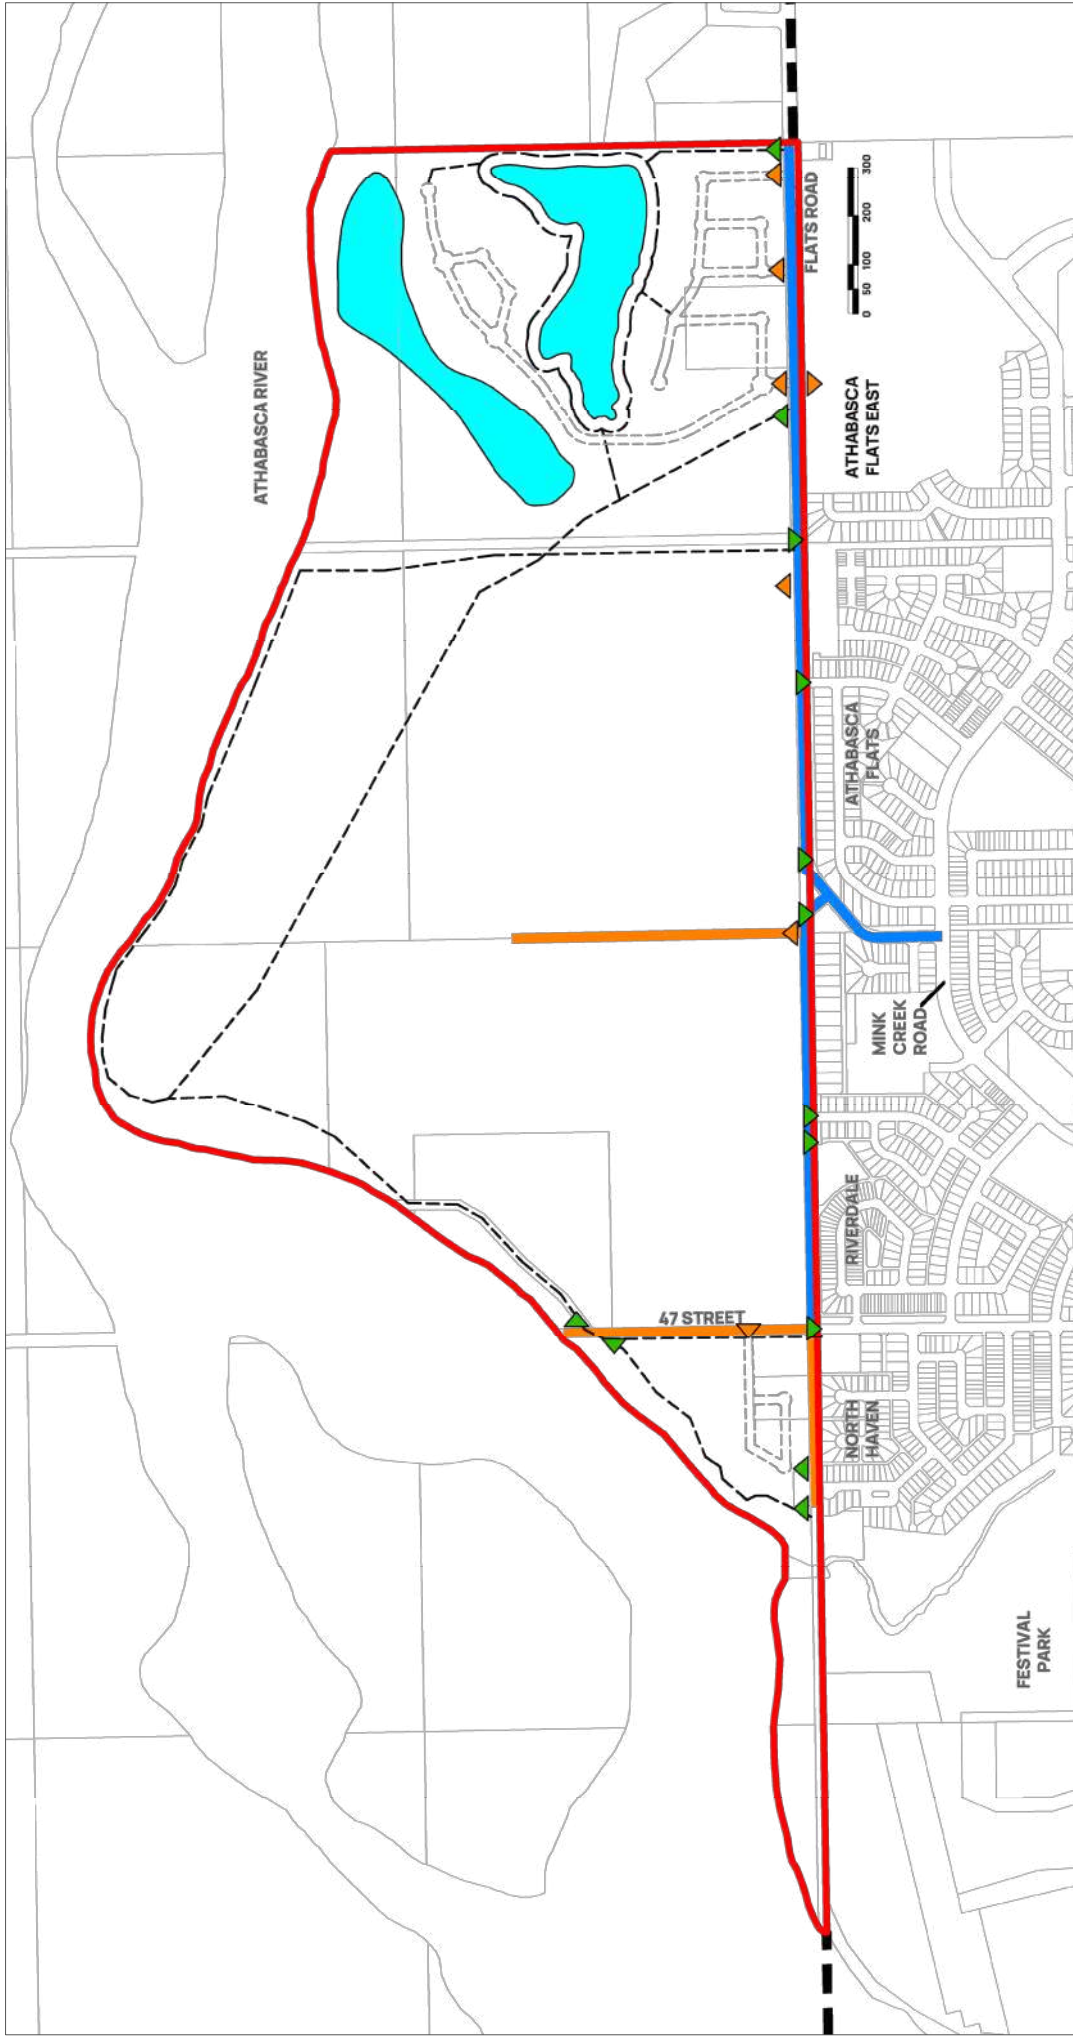 ATHABASCA RIVER
FLATS ROAD
0 50 100 200 300
ATHABASCA
FLATS EAST
ATHABASCA
FLATS
MINK
CREEK
ROAD
RIVERDALE
47 STREET
NORTH
HAVEN
FESTIVAL
PARK